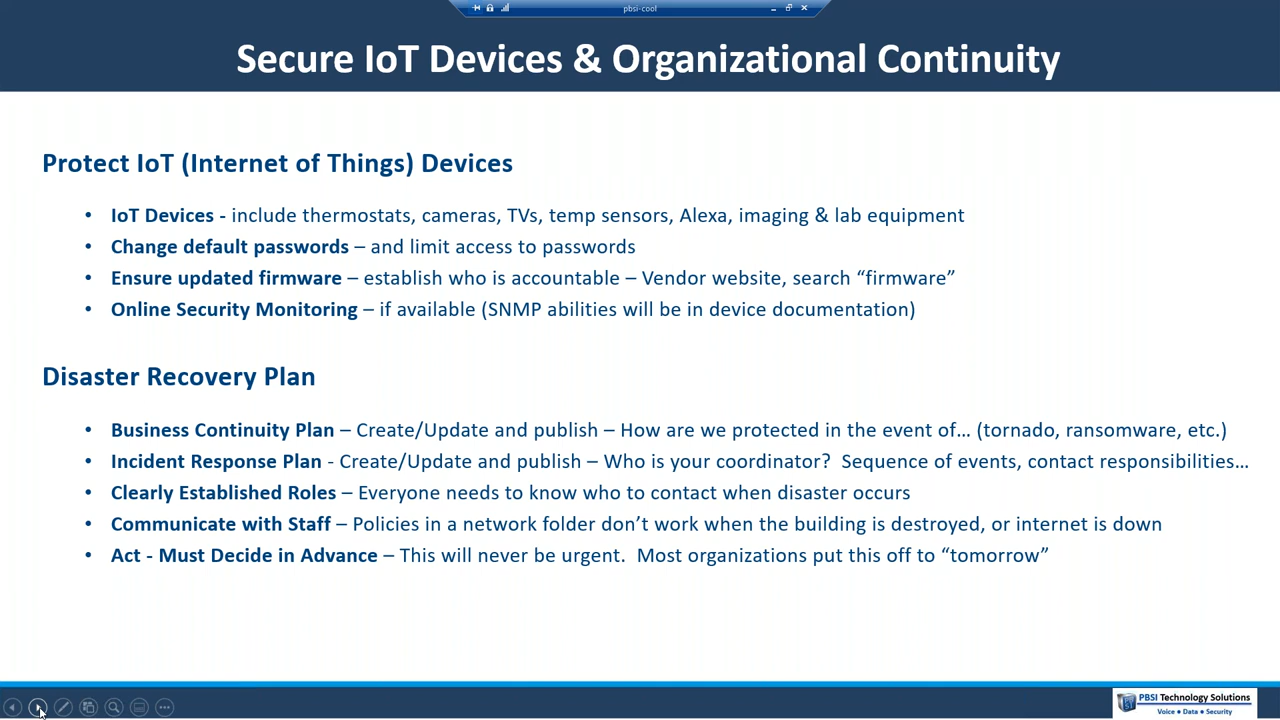 pbsi-cool
Secure IoT Devices & Organizational Continuity
Protect IoT (Internet of Things) Devices
• IoT Devices - include thermostats, cameras, TVs, temp sensors, Alexa, imaging & lab equipment
• Change default passwords – and limit access to passwords
• Ensure updated firmware – establish who is accountable – Vendor website, search “firmware”
• Online Security Monitoring – if available (SNMP abilities will be in device documentation)
Disaster Recovery Plan
• Business Continuity Plan – Create/Update and publish – How are we protected in the event of… (tornado, ransomware, etc.)
• Incident Response Plan - Create/Update and publish – Who is your coordinator?  Sequence of events, contact responsibilities…
• Clearly Established Roles – Everyone needs to know who to contact when disaster occurs
• Communicate with Staff – Policies in a network folder don’t work when the building is destroyed, or internet is down
• Act - Must Decide in Advance – This will never be urgent.  Most organizations put this off to “tomorrow”
PBSI Technology Solutions
Voice • Data • Security